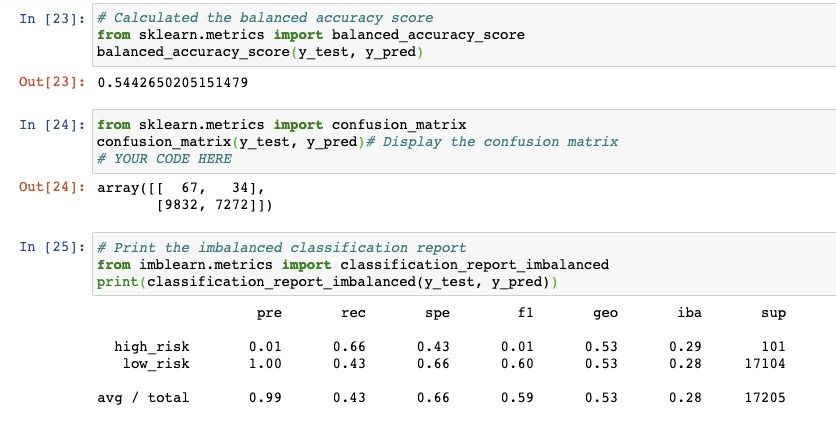 In [23]: # Calculated the balanced accuracy score
from sklearn.metrics import balanced_accuracy_score
balanced_accuracy_score(y_test, y_pred)
Out[23]: 0.5442650205151479
In [24]: from sklearn.metrics import confusion_matrix
confusion_matrix(y_test, y_pred)# Display the confusion matrix
# YOUR CODE HERE
Out[24]: array([[  67,   34],
       [9832, 7272]])
In [25]: # Print the imbalanced classification report
from imblearn.metrics import classification_report_imbalanced
print(classification_report_imbalanced(y_test, y_pred))
pre rec spe f1 geo iba sup
high_risk 0.01 0.66 0.43 0.01 0.53 0.29 101
low_risk 1.00 0.43 0.66 0.60 0.53 0.28 17104
avg / total 0.99 0.43 0.66 0.59 0.53 0.28 17205